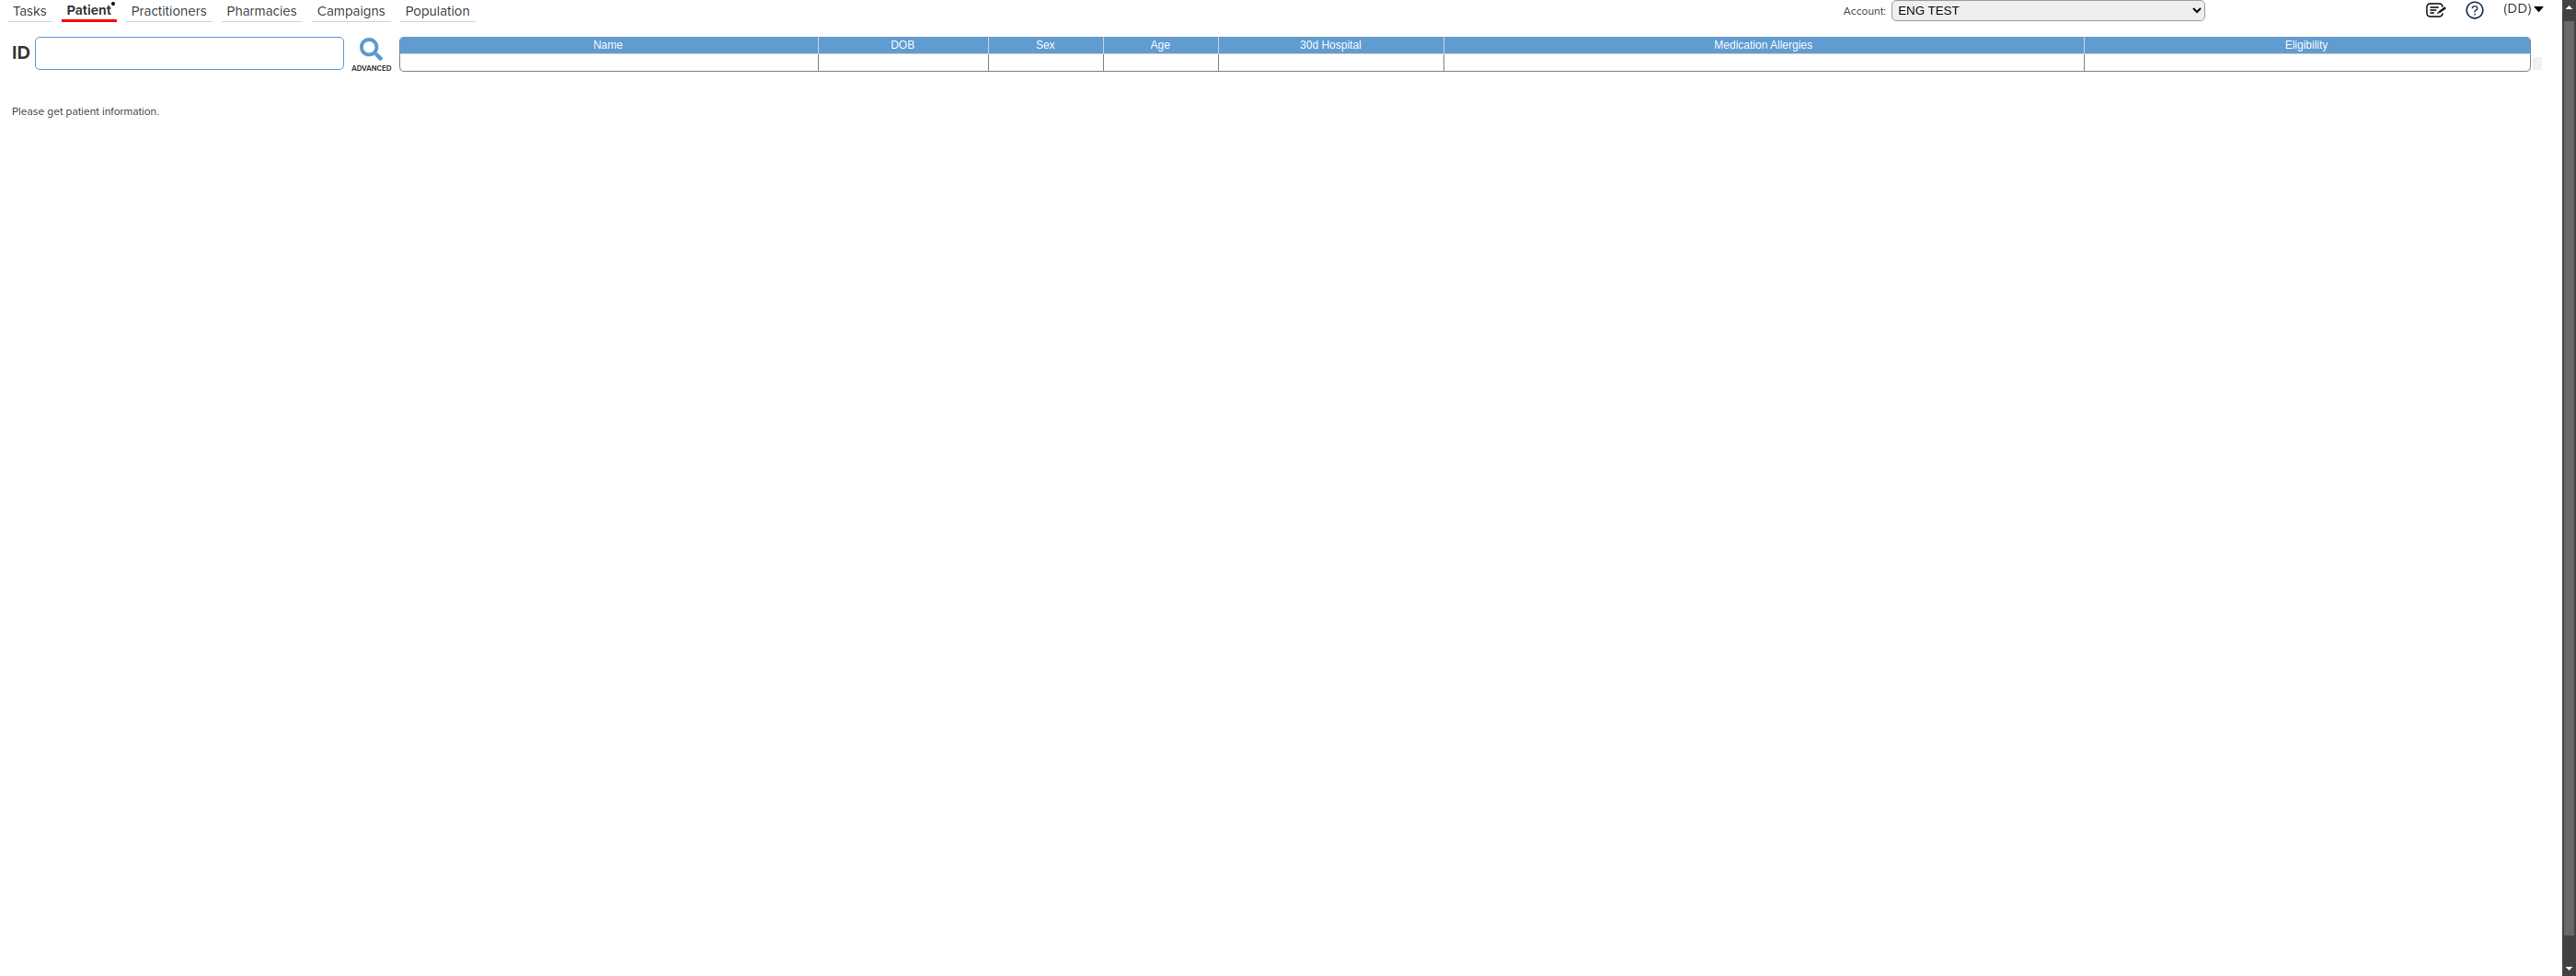 Tasks Patient Practitioners Pharmacies Campaigns Population Account: ENG TEST (DD)
ID ADVANCED Name DOB Sex Age 30d Hospital Medication Allergies Eligibility
Please get patient information.